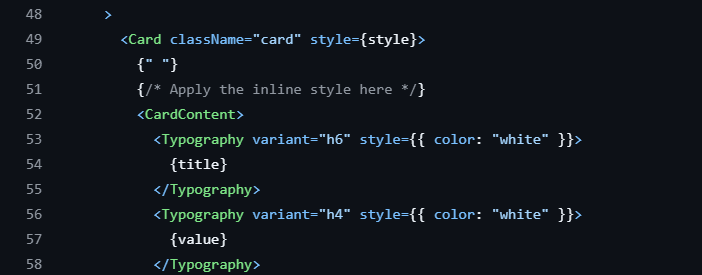 48 >
49 <Card className="card" style={style}>
50 {" "}
51 {/* Apply the inline style here */}
52 <CardContent>
53 <Typography variant="h6" style={{ color: "white" }}>
54 {title}
55 </Typography>
56 <Typography variant="h4" style={{ color: "white" }}>
57 {value}
58 </Typography>